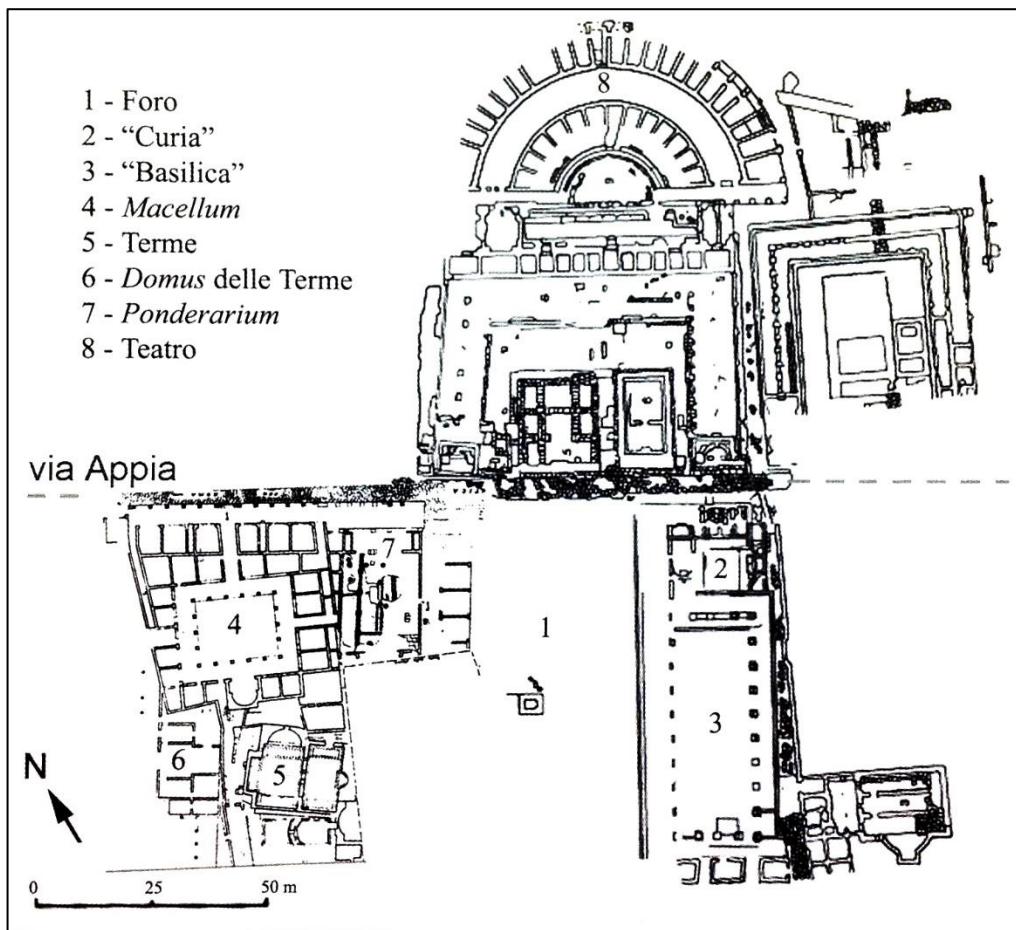 1 - Foro
2 - “Curia”
3 - “Basilica”
4 - Macellum
5 - Terme
6 - Domus delle Terme
7 - Ponderarium
8 - Teatro
8
via Appia
7
2
4
1
3
6
5
N
0 25 50 m